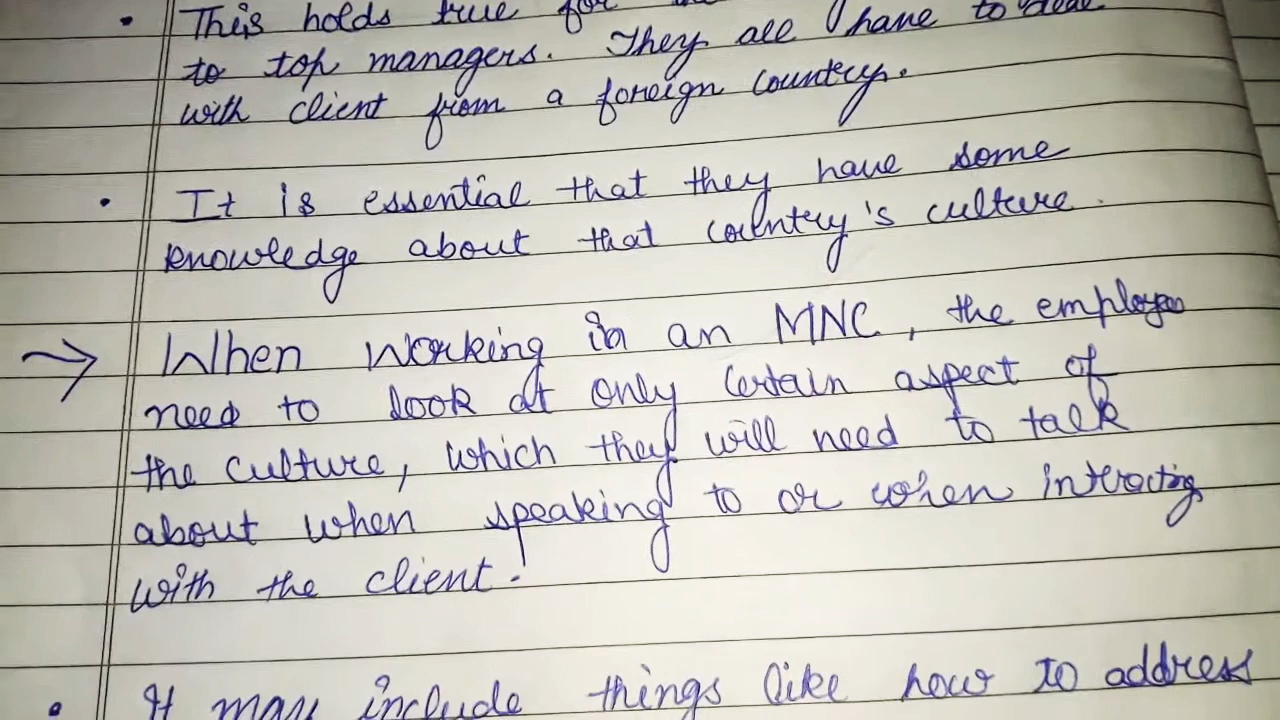 • This holds true for
to top managers. They all have to deal
with client from a foreign country.
• It is essential that they have some
knowledge about that country's culture.
→ When working in an MNC, the employee
need to look at only certain aspect of
the culture, which they will need to talk
about when speaking to or when intracting
with the client.
• It may include things like how to address